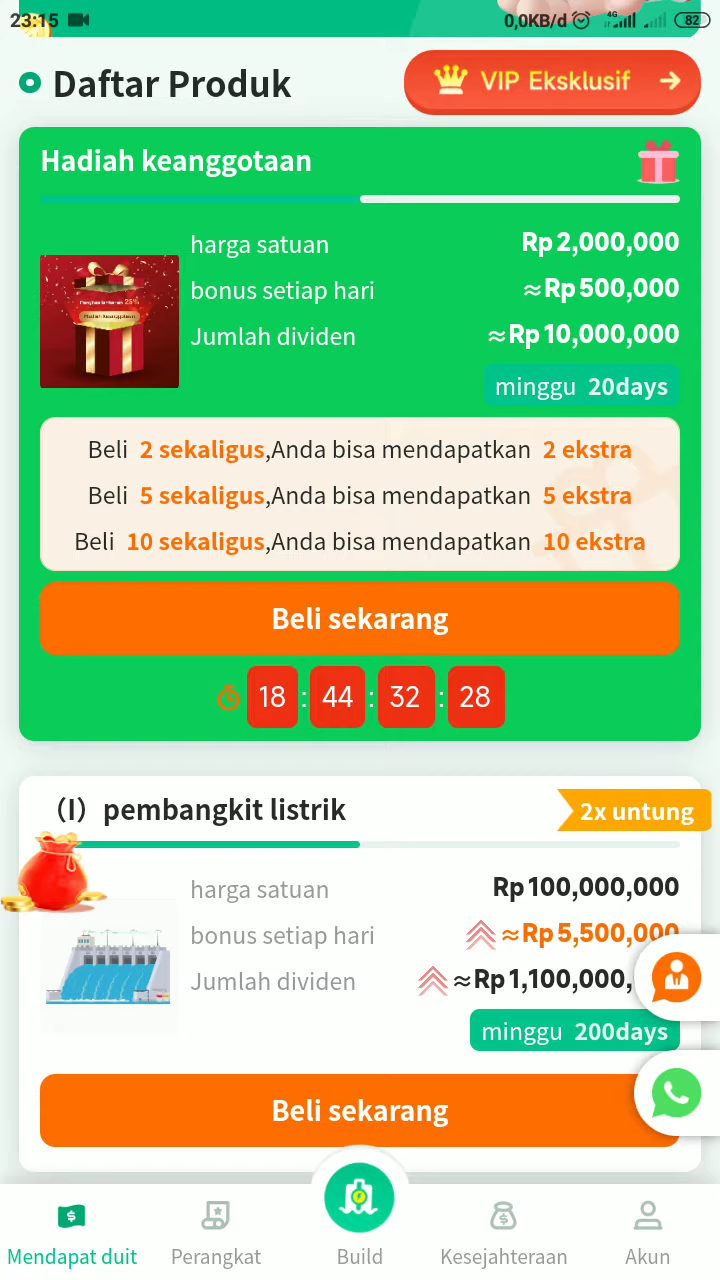 23:15 0,0KB/d 4G 82
Daftar Produk
VIP Eksklusif
Hadiah keanggotaan
harga satuan Rp 2,000,000
bonus setiap hari ≈Rp 500,000
Jumlah dividen ≈Rp 10,000,000
minggu 20days
Beli 2 sekaligus,Anda bisa mendapatkan 2 ekstra
Beli 5 sekaligus,Anda bisa mendapatkan 5 ekstra
Beli 10 sekaligus,Anda bisa mendapatkan 10 ekstra
Beli sekarang
18 : 44 : 32 : 28
(I) pembangkit listrik
2x untung
harga satuan Rp 100,000,000
bonus setiap hari ≈Rp 5,500,000
Jumlah dividen ≈Rp 1,100,000,
minggu 200days
Beli sekarang
Mendapat duit Perangkat Build Kesejahteraan Akun